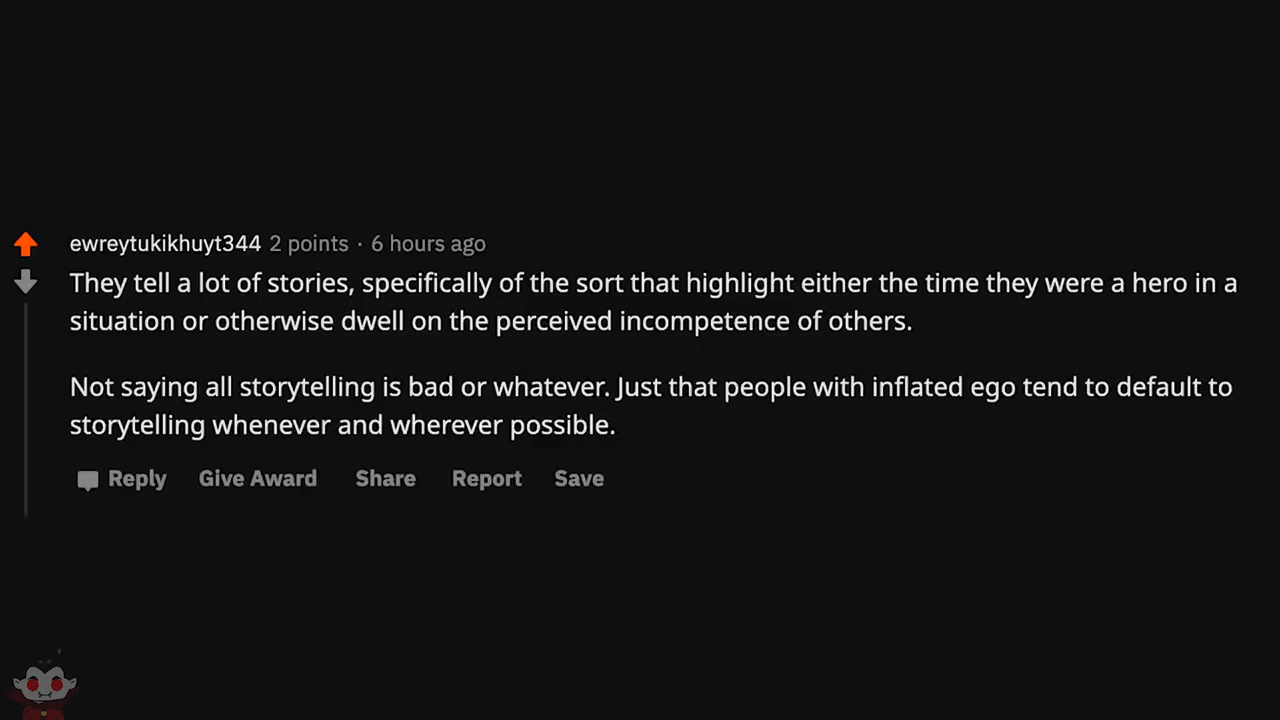 ewreytukikhuyt344 2 points · 6 hours ago
They tell a lot of stories, specifically of the sort that highlight either the time they were a hero in a
situation or otherwise dwell on the perceived incompetence of others.
Not saying all storytelling is bad or whatever. Just that people with inflated ego tend to default to
storytelling whenever and wherever possible.
Reply Give Award Share Report Save